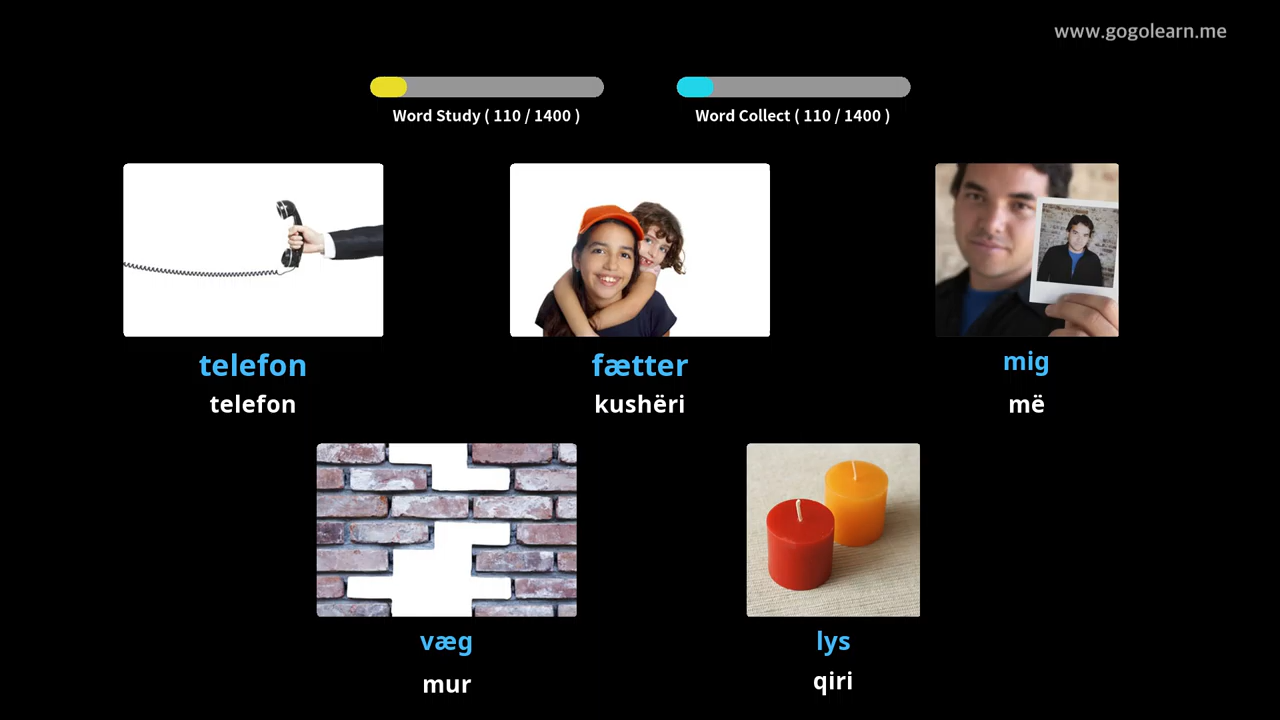 www.gogolearn.me
Word Study ( 110 / 1400 )
Word Collect ( 110 / 1400 )
telefon
telefon
fætter
kushëri
mig
më
væg
mur
lys
qiri